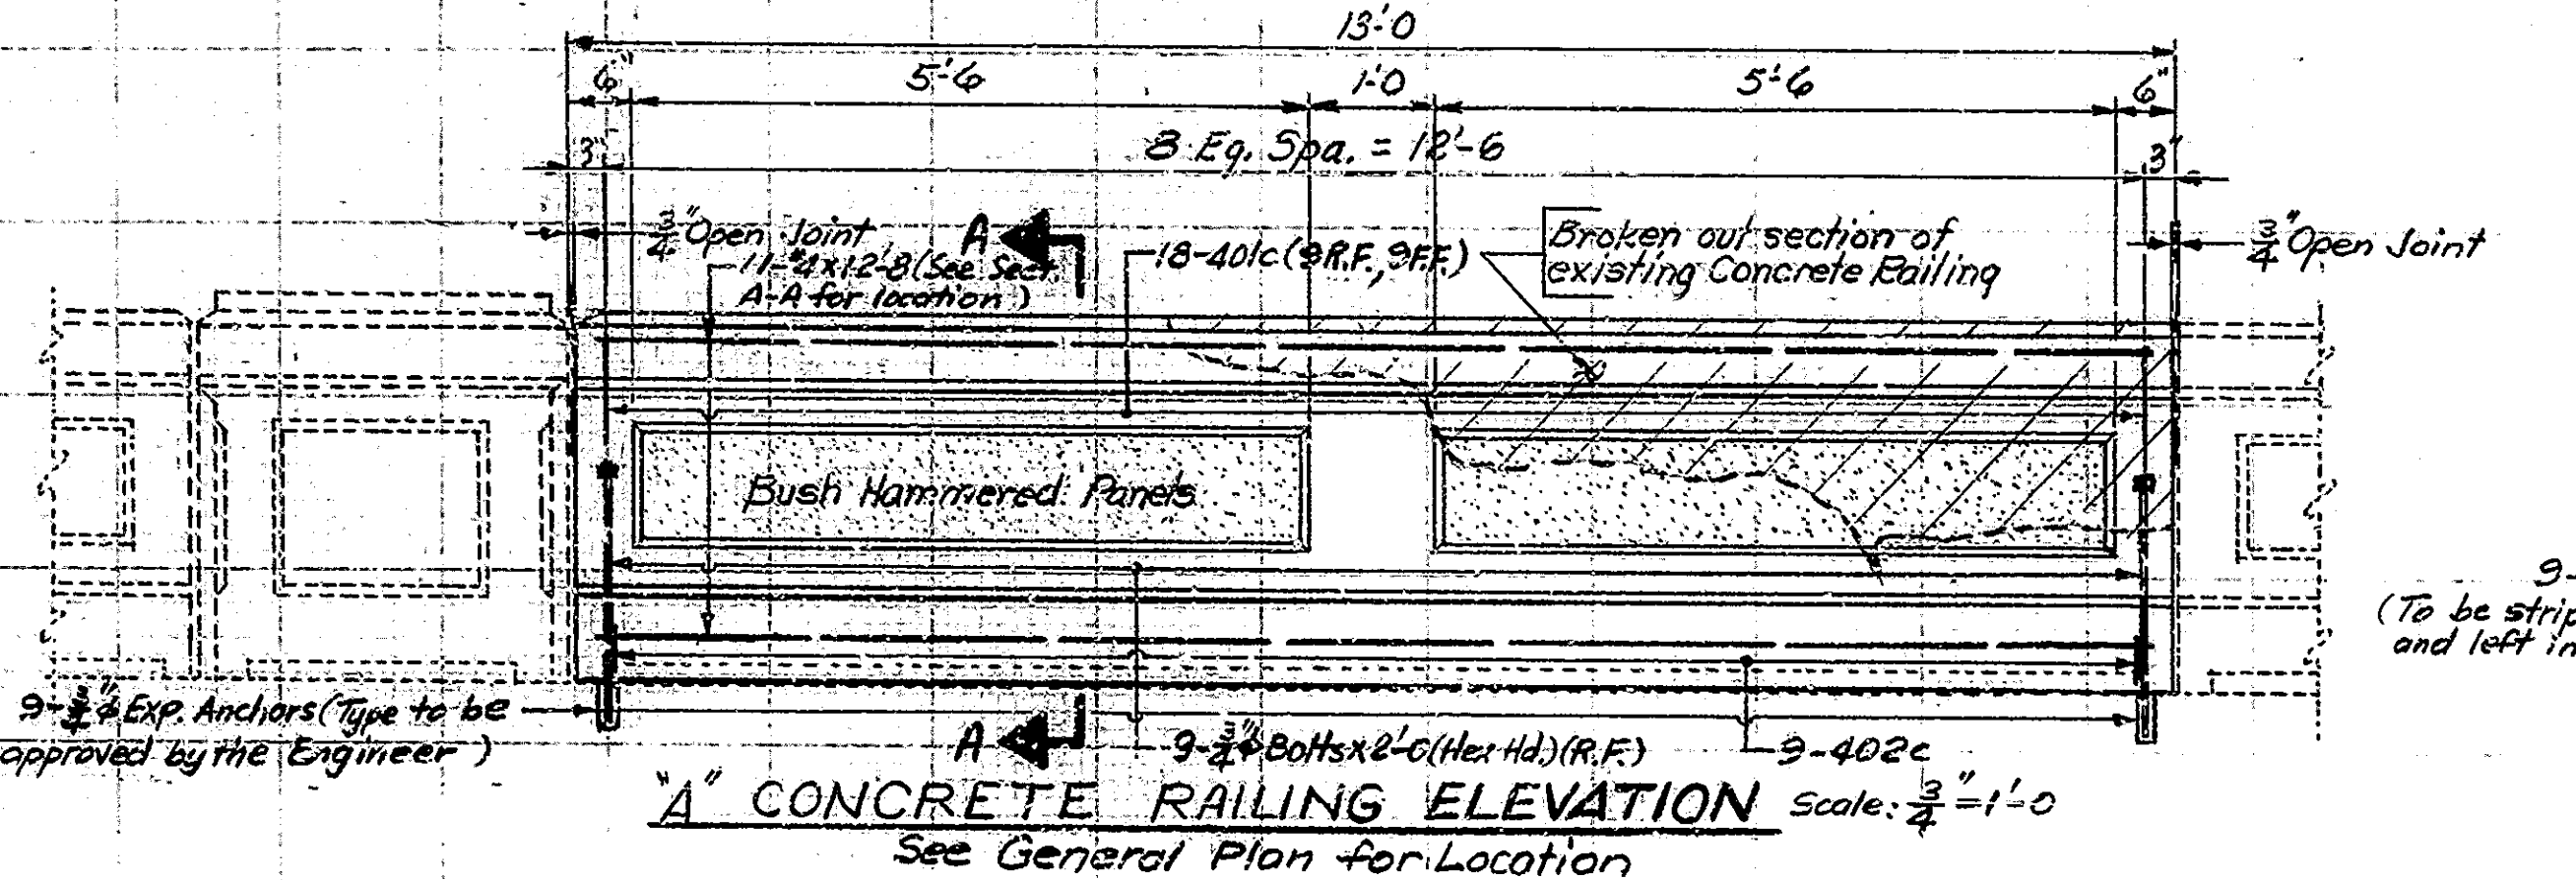 13'-0
6" 5'-6 1'-0 5'-6 6"
3" 8 Eq. Spa. = 12'-6 3"
3/4" Open Joint
11-#4x12'-8 (See Sect.
A-A for location)
A
18-401c (9R.F., 9F.F.)
Broken out section of
existing Concrete Railing
3/4" Open Joint
Bush Hammered Panels
9-
(To be strip
and left in
9-3/4"φ Exp. Anchors (Type to be
approved by the Engineer)
A
9-3/4"φ Bolts x 2'-0 (Hex Hd.) (R.F.)
9-402c
"A" CONCRETE RAILING ELEVATION Scale: 3/4" = 1'-0
See General Plan for Location